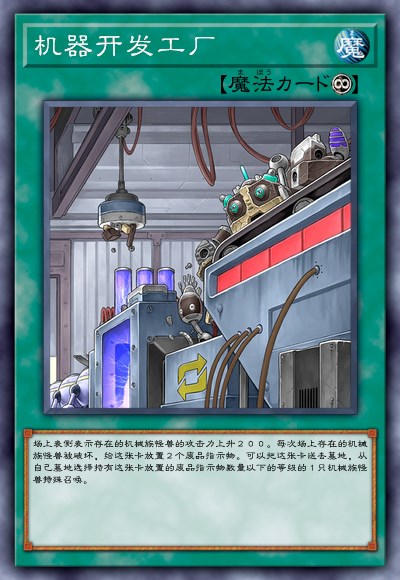 机器开发工厂
魔
【魔法カード】
まほう
场上表侧表示存在的机械族怪兽的攻击力上升２００。每次场上存在的机械
族怪兽被破坏，给这张卡放置２个废品指示物。可以把这张卡送去墓地，从
自己墓地选择持有这张卡放置的废品指示物数量以下的等级的１只机械族怪
兽特殊召唤。